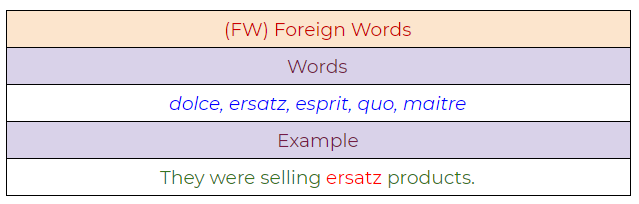 (FW) Foreign Words
Words
dolce, ersatz, esprit, quo, maitre
Example
They were selling ersatz products.